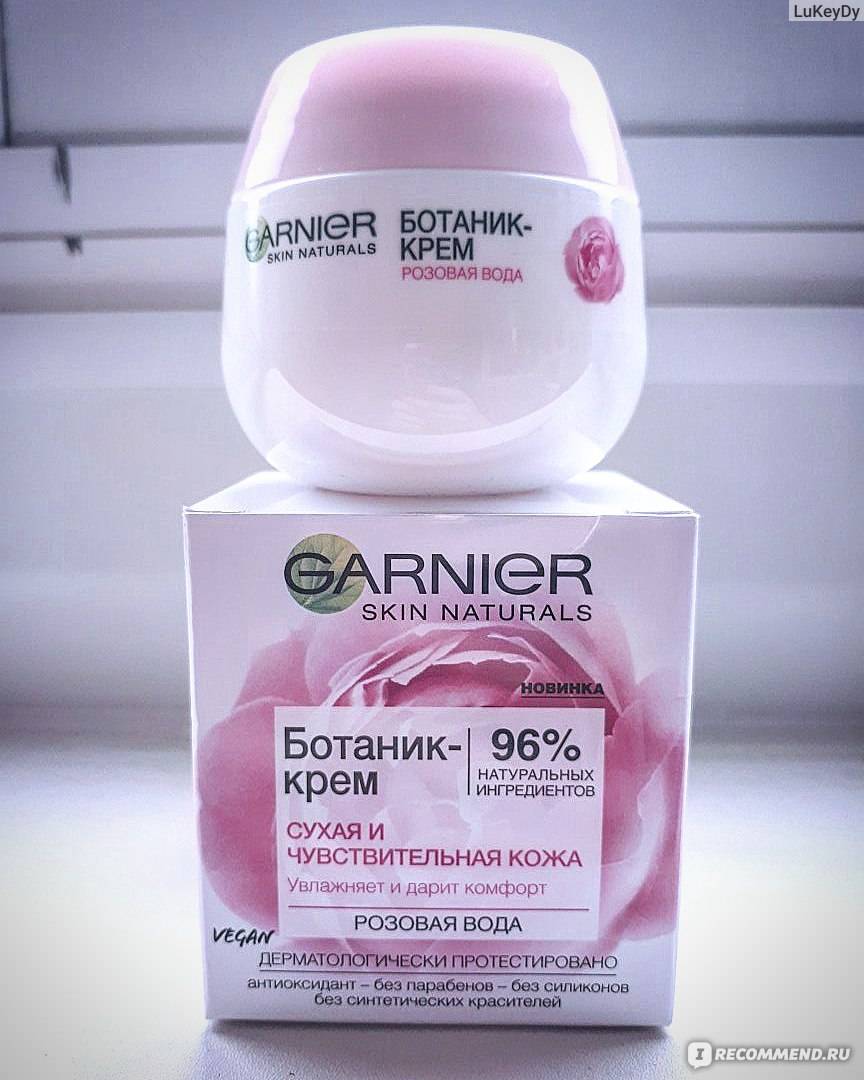 LuKeyDy
GARNIER
SKIN NATURALS
БОТАНИК-
КРЕМ
РОЗОВАЯ ВОДА
GARNIER
SKIN NATURALS
НОВИНКА
Ботаник-
крем
96%
НАТУРАЛЬНЫХ
ИНГРЕДИЕНТОВ
СУХАЯ И
ЧУВСТВИТЕЛЬНАЯ КОЖА
Увлажняет и дарит комфорт
РОЗОВАЯ ВОДА
VEGAN
ДЕРМАТОЛОГИЧЕСКИ ПРОТЕСТИРОВАНО
антиоксидант – без парабенов – без силиконов
без синтетических красителей
IRECOMMEND.RU